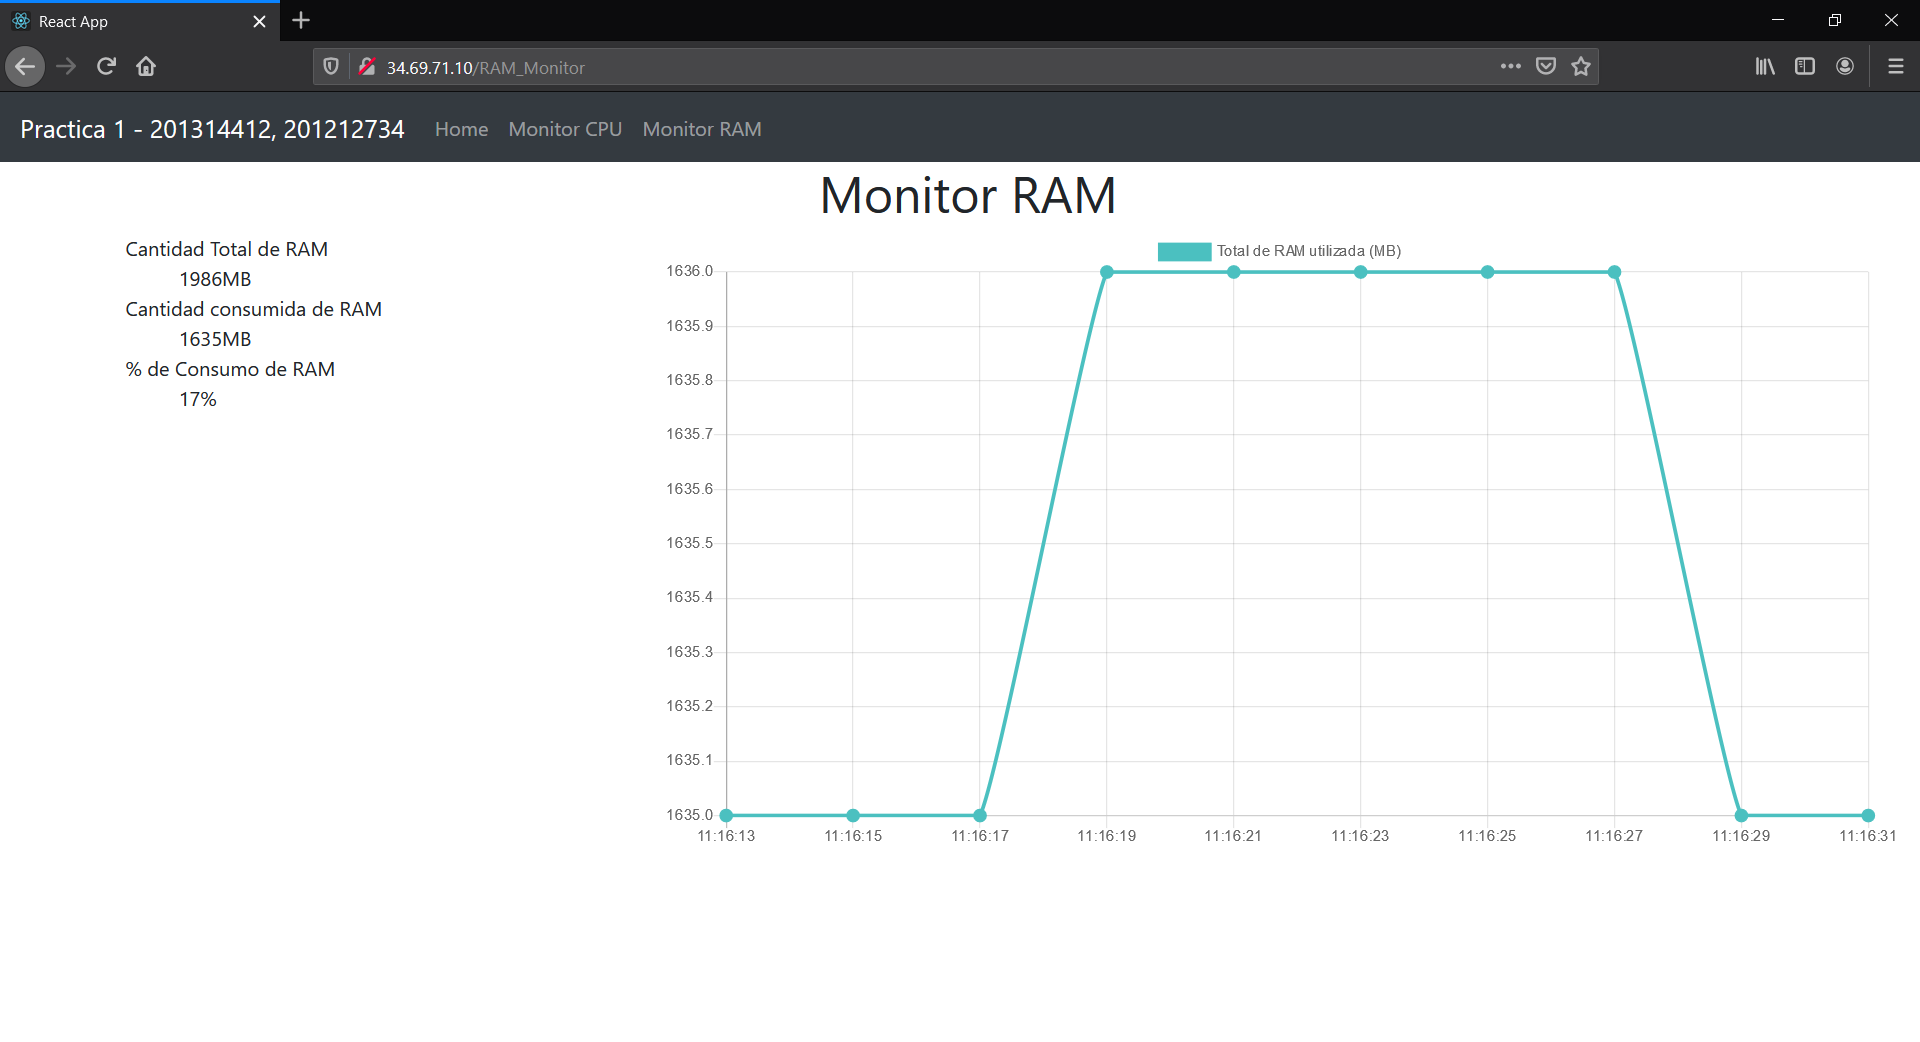 React App
34.69.71.10/RAM_Monitor
Practica 1 - 201314412, 201212734 Home Monitor CPU Monitor RAM
Monitor RAM
Cantidad Total de RAM
1986MB
Cantidad consumida de RAM
1635MB
% de Consumo de RAM
17%
Total de RAM utilizada (MB)
1636.0
1635.9
1635.8
1635.7
1635.6
1635.5
1635.4
1635.3
1635.2
1635.1
1635.0
11:16:13 11:16:15 11:16:17 11:16:19 11:16:21 11:16:23 11:16:25 11:16:27 11:16:29 11:16:31